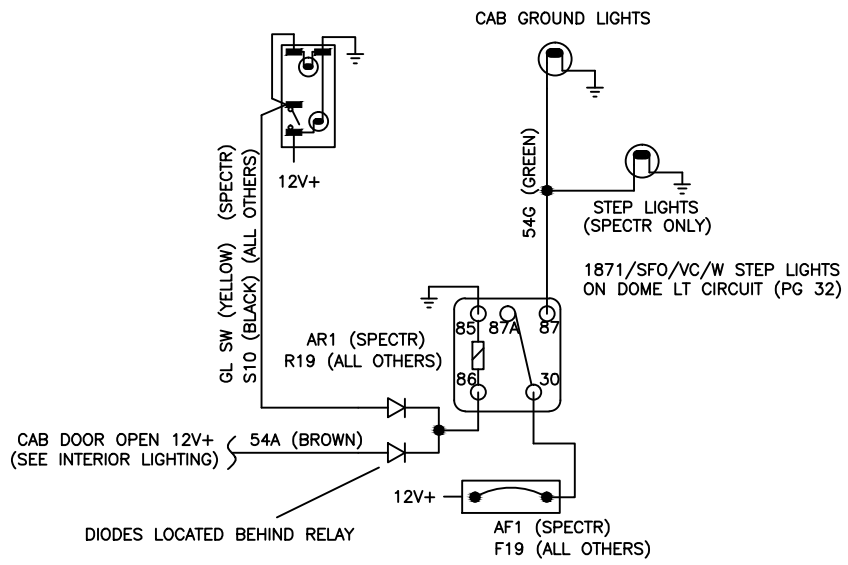 CAB GROUND LIGHTS
12V+
GL SW (YELLOW) (SPECTR)
S10 (BLACK) (ALL OTHERS)
54G (GREEN)
STEP LIGHTS
(SPECTR ONLY)
1871/SFO/VC/W STEP LIGHTS
ON DOME LT CIRCUIT (PG 32)
AR1 (SPECTR)
R19 (ALL OTHERS)
85 87A 87
86 30
CAB DOOR OPEN 12V+
(SEE INTERIOR LIGHTING)
54A (BROWN)
12V+
DIODES LOCATED BEHIND RELAY
AF1 (SPECTR)
F19 (ALL OTHERS)